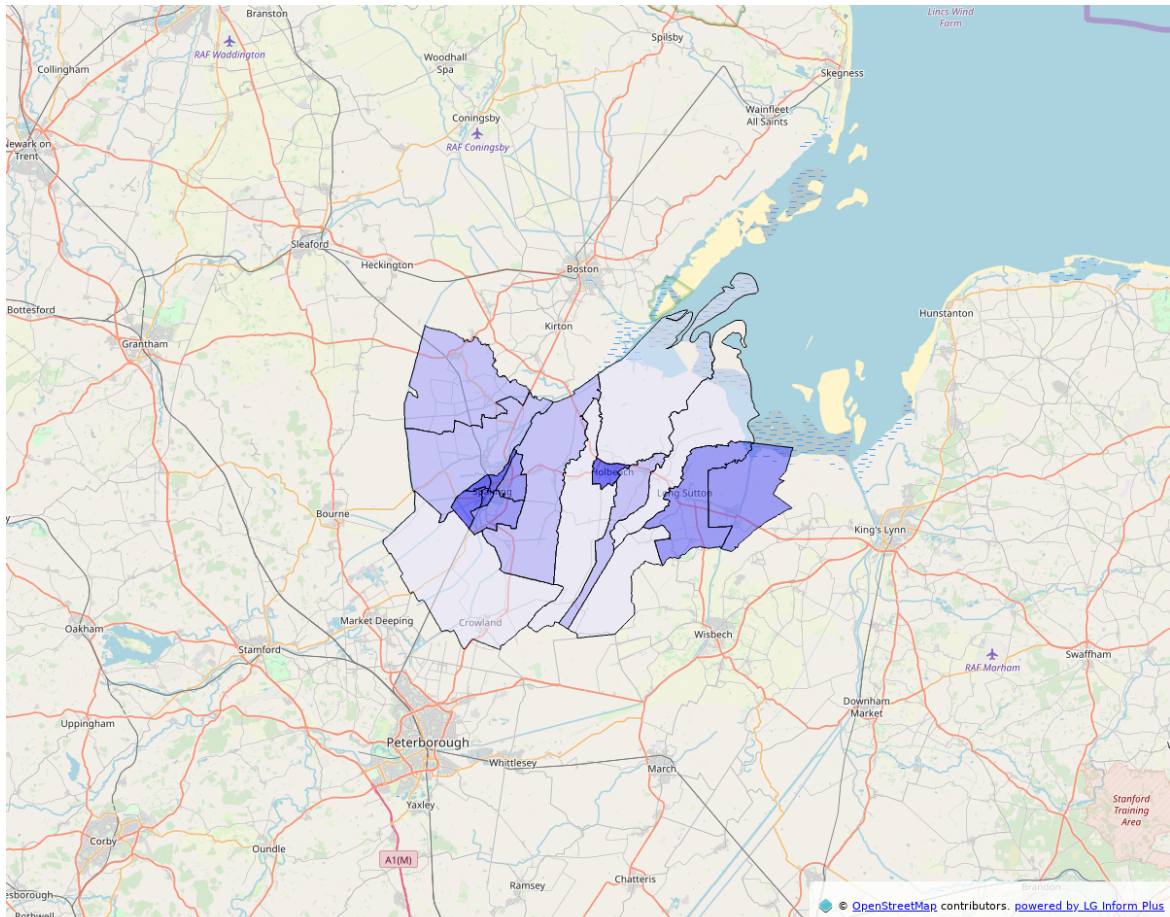 Branston
Lincs Wind
Farm
RAF Waddington
Spilsby
Woodhall
Spa
Collingham
Skegness
Wainfleet
All Saints
Coningsby
RAF Coningsby
Newark on
Trent
Sleaford
Heckington
Boston
Bottesford
Hunstanton
Kirton
Grantham
Holbeach
Spalding
Long Sutton
Bourne
King's Lynn
Market Deeping
Crowland
Oakham
Wisbech
Stamford
Swaffham
RAF Marham
Downham
Market
Uppingham
Peterborough
Whittlesey
March
Yaxley
Stanford
Training
Area
Corby
Oundle
A1(M)
Ramsey
Chatteris
Brandon
esborough
Rothwell
© OpenStreetMap contributors. powered by LG Inform Plus